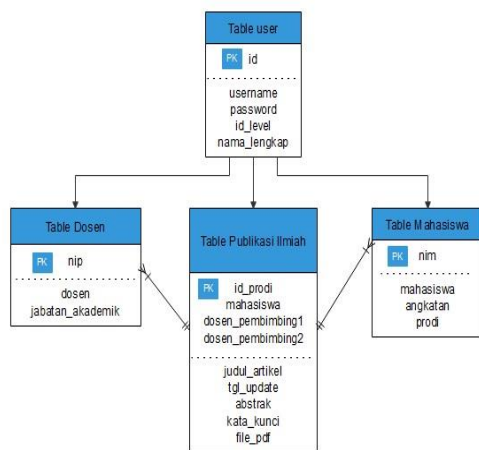 Table user
PK id
username
password
id_level
nama_lengkap
Table Dosen
PK nip
dosen
jabatan_akademik
Table Publikasi Ilmiah
PK id_prodi
mahasiswa
dosen_pembimbing1
dosen_pembimbing2
judul_artikel
tgl_update
abstrak
kata_kunci
file_pdf
Table Mahasiswa
PK nim
mahasiswa
angkatan
prodi